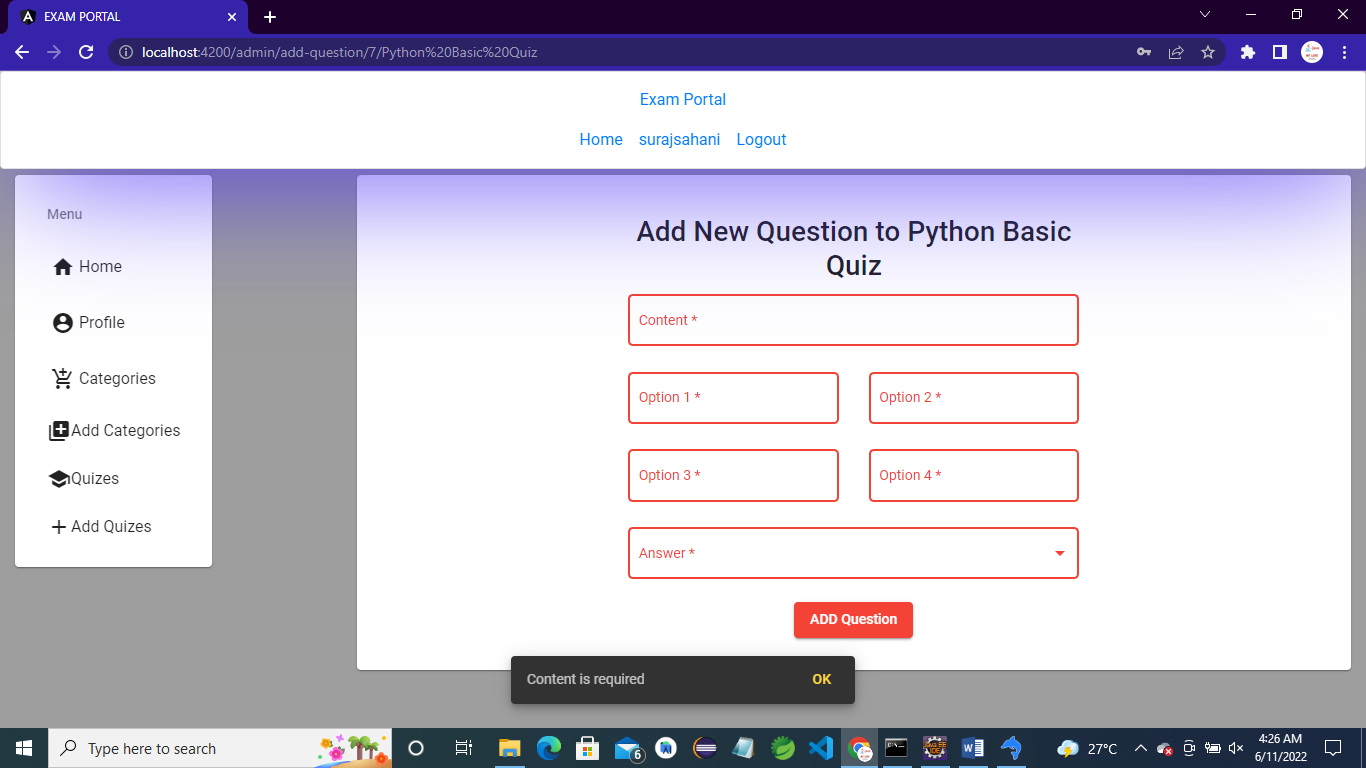 EXAM PORTAL
localhost:4200/admin/add-question/7/Python%20Basic%20Quiz
Exam Portal
Home surajsahani Logout
Menu
Home
Profile
Categories
Add Categories
Quizes
Add Quizes
Add New Question to Python Basic
Quiz
Content *
Option 1 * Option 2 *
Option 3 * Option 4 *
Answer *
ADD Question
Content is required OK
Type here to search
6
27°C
4:26 AM
6/11/2022